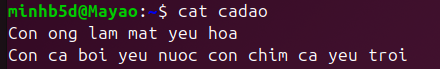 minhb5d@Mayao:~$ cat cadao
Con ong lam mat yeu hoa
Con ca boi yeu nuoc con chim ca yeu troi